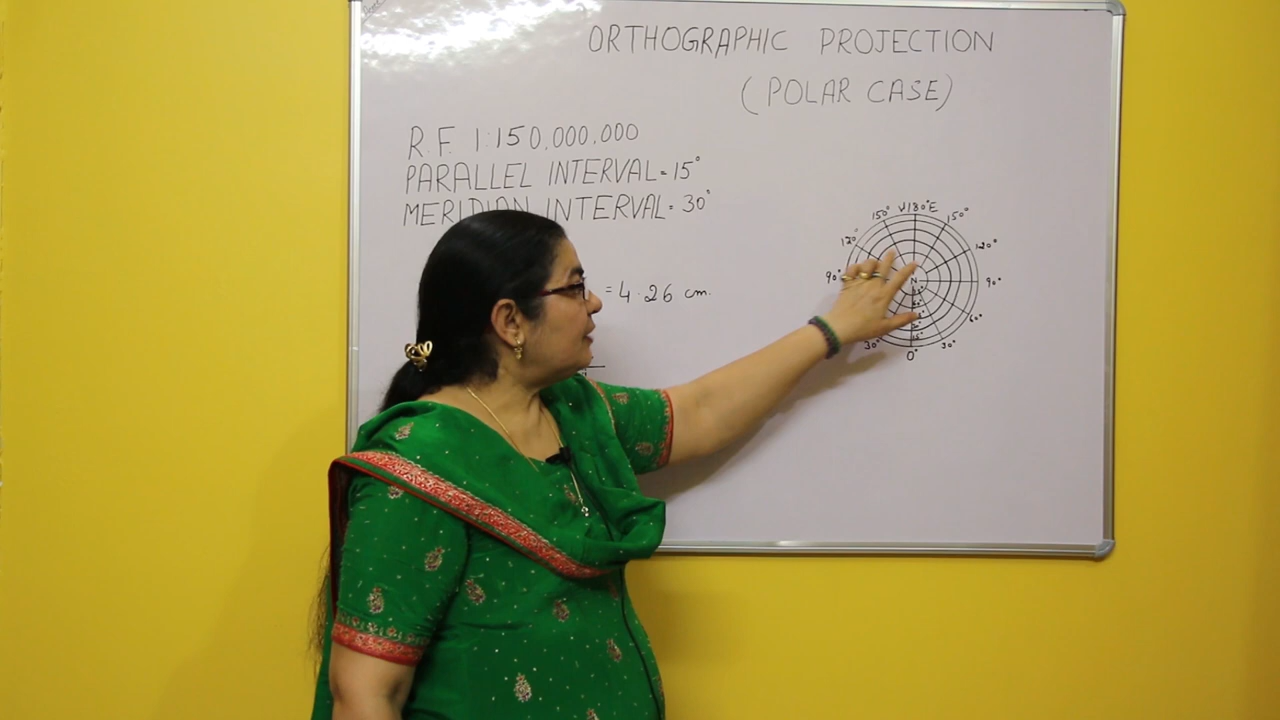 ORTHOGRAPHIC PROJECTION
(POLAR CASE)
R.F. 1:150,000,000
PARALLEL INTERVAL = 15°
MERIDIAN INTERVAL = 30°
= 4.26 cm.
150° W180°E 150°
120° 120°
90° N 90°
60°
30° 0° 30°